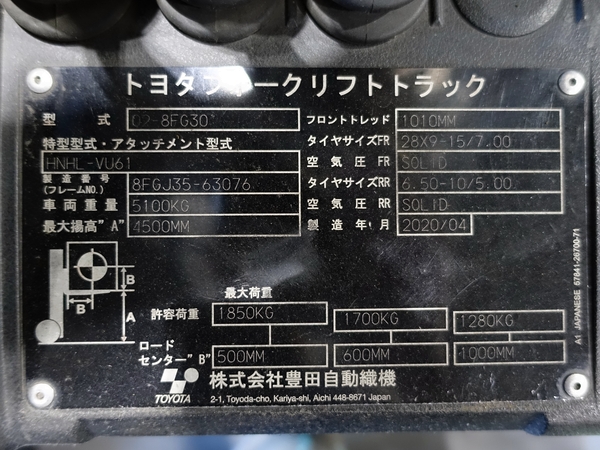 トヨタフォークリフトトラック
型式 02-8FG30
特型型式・アタッチメント型式
HNHL-VU61
製造番号(フレームNO.) 8FGJ35-63076
車両重量 5100KG
最大揚高"A" 4500MM
フロントトレッド 1010MM
タイヤサイズFR 28X9-15/7.00
空気圧FR SOLID
タイヤサイズRR 6.50-10/5.00
空気圧RR SOLID
製造年月 2020/04
B
B
A
最大荷重
許容荷重 1850KG 1700KG 1280KG
ロードセンター"B" 500MM 600MM 1000MM
TOYOTA
株式会社豊田自動織機
2-1, Toyoda-cho, Kariya-shi, Aichi 448-8671 Japan
A1 JAPANESE 57841-26700-71